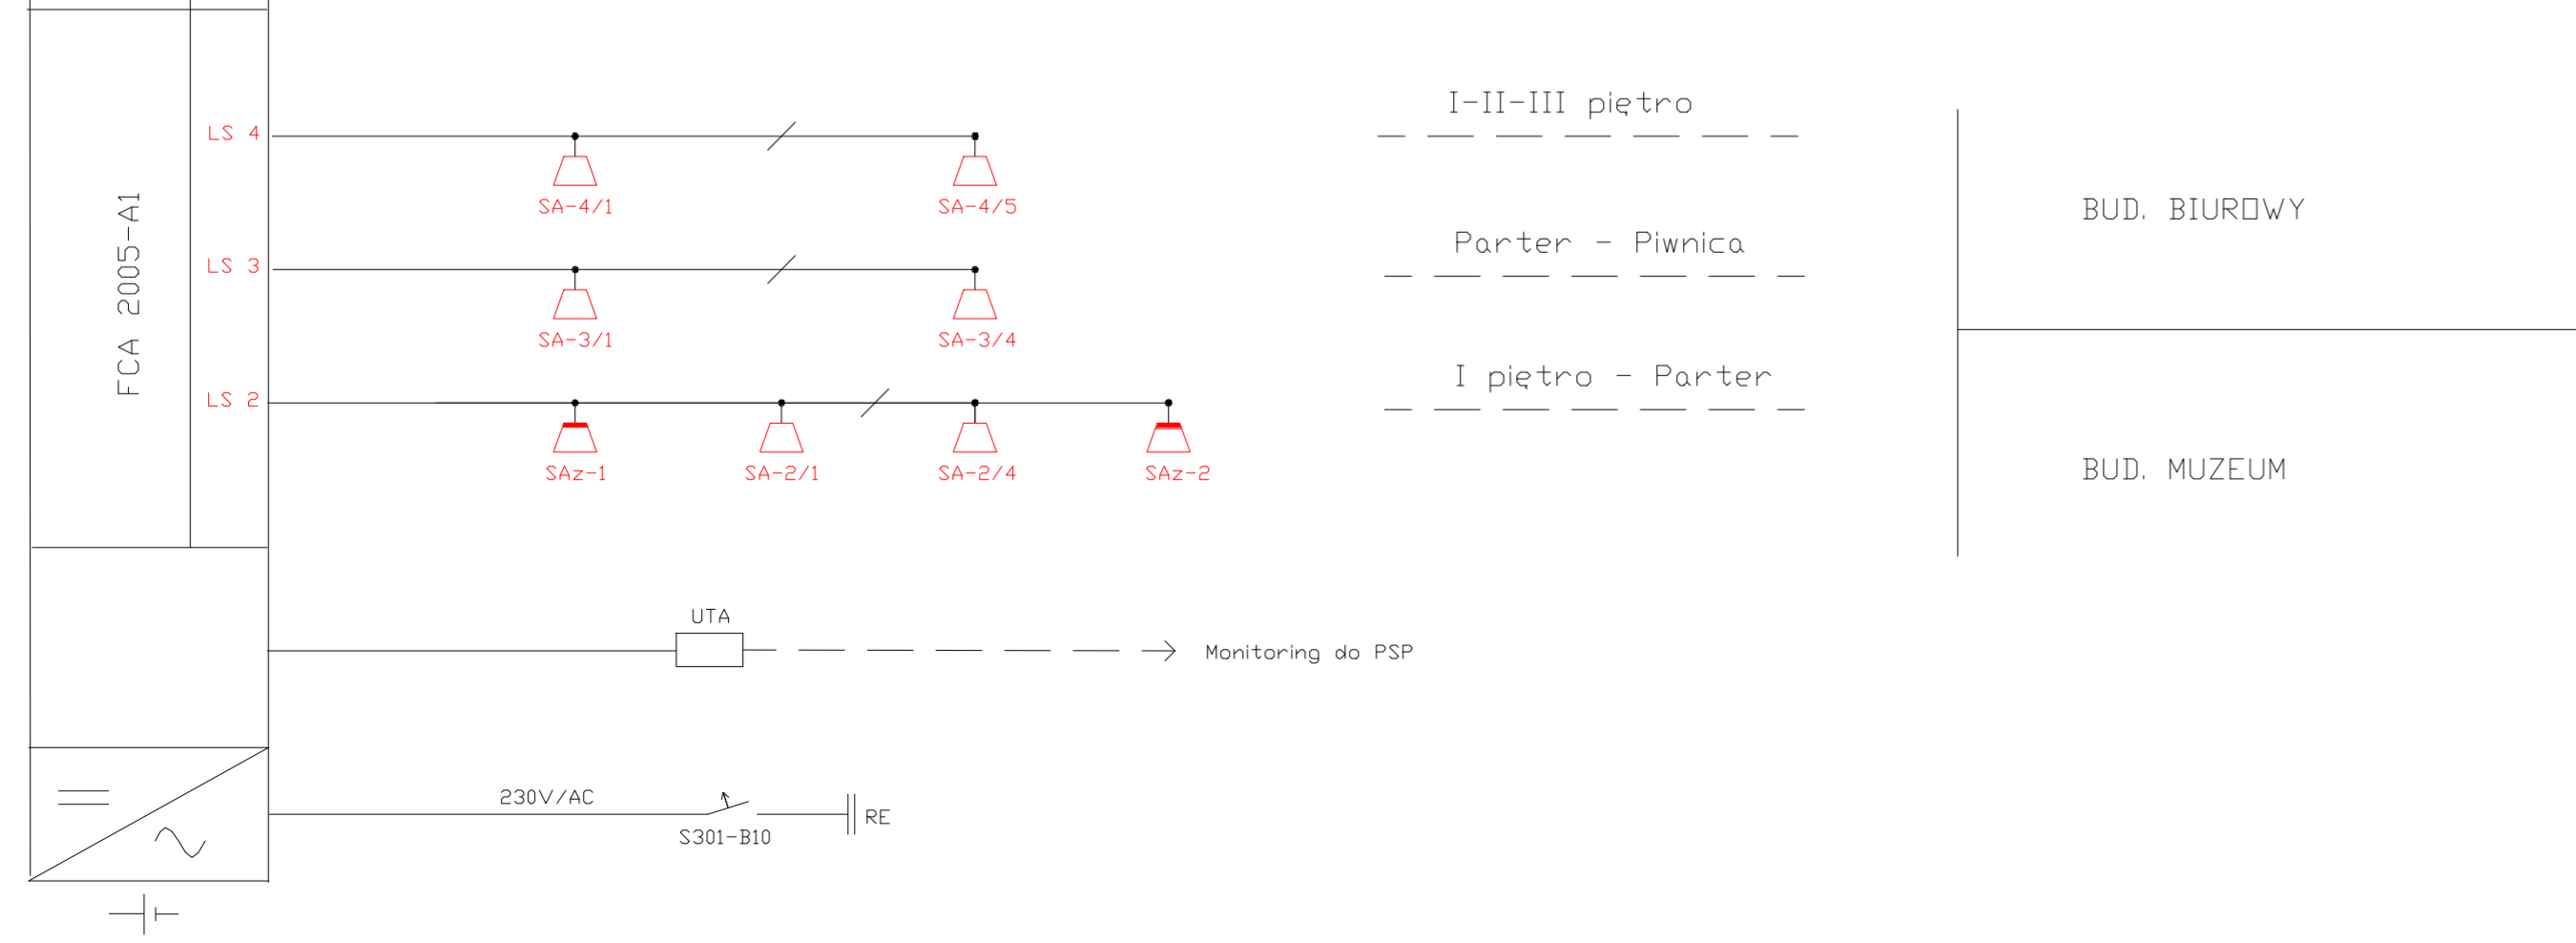 FCA 2005-A1
LS 4
SA-4/1
SA-4/5
I-II-III piętro
LS 3
SA-3/1
SA-3/4
Parter - Piwnica
BUD. BIUROWY
LS 2
SAz-1
SA-2/1
SA-2/4
SAz-2
I piętro - Parter
BUD. MUZEUM
UTA
Monitoring do PSP
230V/AC
S301-B10
RE